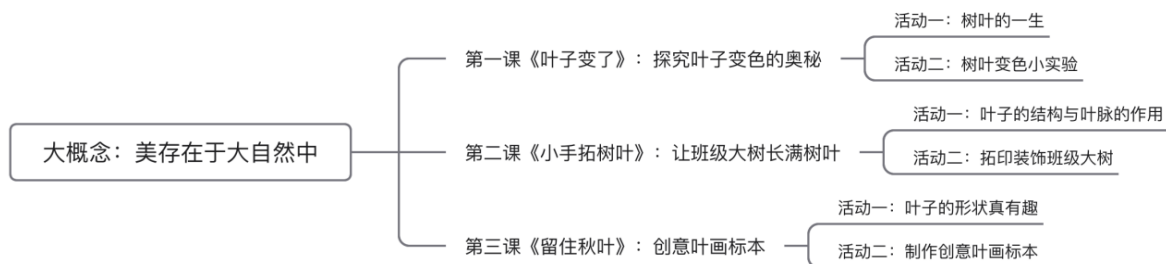 大概念：美存在于大自然中
第一课《叶子变了》：探究叶子变色的奥秘
活动一：树叶的一生
活动二：树叶变色小实验
第二课《小手拓树叶》：让班级大树长满树叶
活动一：叶子的结构与叶脉的作用
活动二：拓印装饰班级大树
第三课《留住秋叶》：创意叶画标本
活动一：叶子的形状真有趣
活动二：制作创意叶画标本